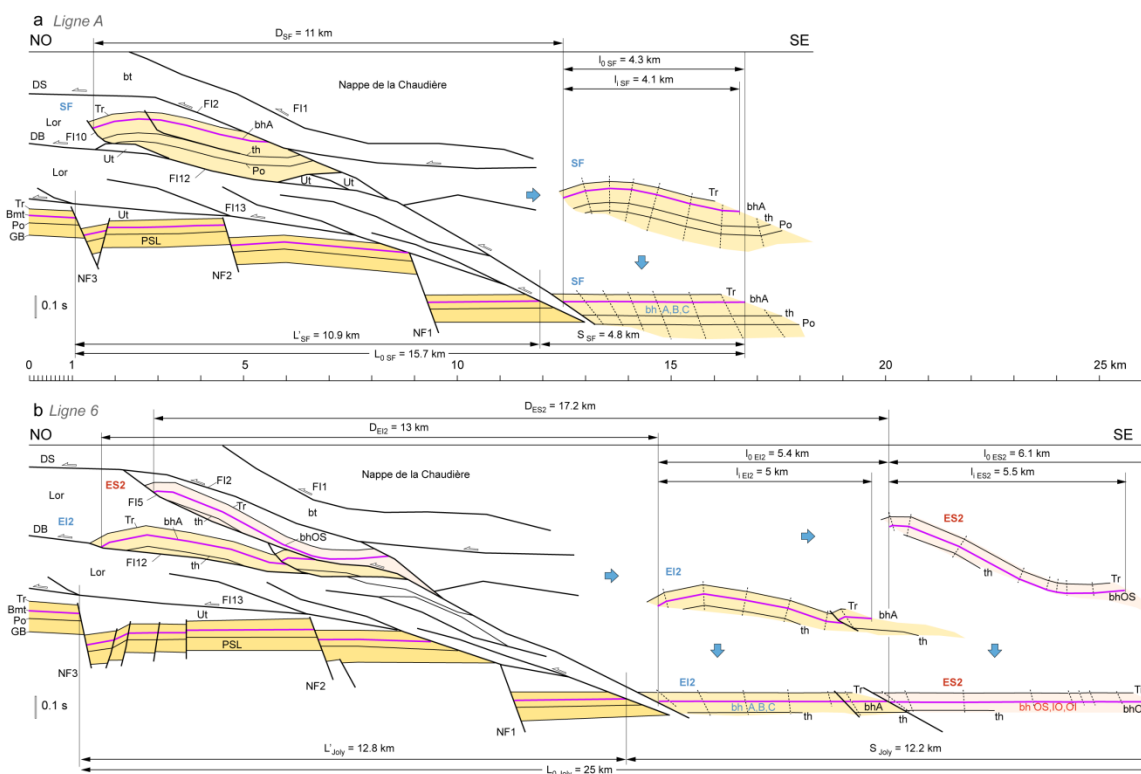 a Ligne A
NO
SE
D_SF = 11 km
l_0 SF = 4.3 km
l_i SF = 4.1 km
bt
Nappe de la Chaudière
DS
FI2
FI1
SF
Tr
Lor
bhA
FI10
th
DB
Ut
Po
FI12
Ut
Ut
Lor
SF
Tr
bhA
th
Po
FI13
Tr
Ut
Bmt
Po
PSL
GB
NF3
NF2
NF1
SF
Tr
bhA
bh A,B,C
th
Po
0.1 s
L'_SF = 10.9 km
S_SF = 4.8 km
L_0 SF = 15.7 km
0 1 5 10 15 20 25 km
b Ligne 6
NO
SE
D_ES2 = 17.2 km
D_EI2 = 13 km
l_0 EI2 = 5.4 km
l_0 ES2 = 6.1 km
l_i EI2 = 5 km
l_i ES2 = 5.5 km
Nappe de la Chaudière
DS
ES2
FI2
FI1
FI5
Tr
bt
Lor
th
EI2
Tr
bhA
bhOS
DB
FI12
th
Lor
ES2
Tr
th
bhOS
EI2
Tr
bhA
th
FI13
Tr
Ut
Bmt
Po
PSL
GB
NF3
NF2
NF1
EI2
Tr
bh A,B,C
bhA
th
ES2
bh OS,IO,OI
th
bhO
0.1 s
L'_Joly = 12.8 km
S_Joly = 12.2 km
L_0 Joly = 25 km